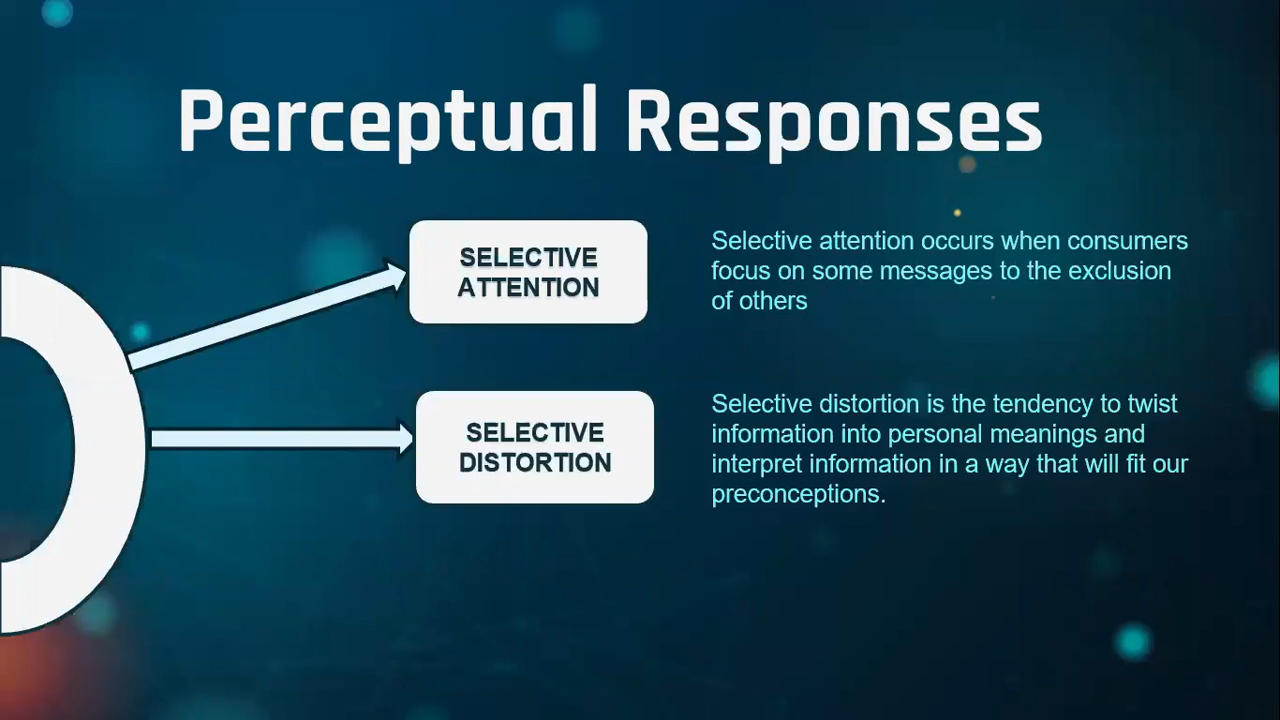 Perceptual Responses
SELECTIVE
ATTENTION
Selective attention occurs when consumers
focus on some messages to the exclusion
of others
SELECTIVE
DISTORTION
Selective distortion is the tendency to twist
information into personal meanings and
interpret information in a way that will fit our
preconceptions.